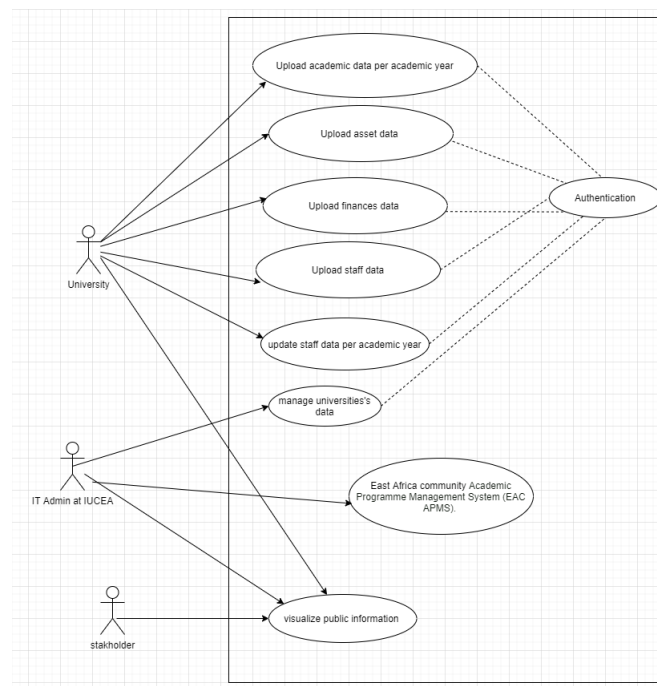 Upload academic data per academic year
Upload asset data
Authentication
Upload finances data
University
Upload staff data
update staff data per academic year
manage universities's
data
IT Admin at IUCEA
East Africa community Academic
Programme Management System (EAC
APMS).
visualize public information
stakholder